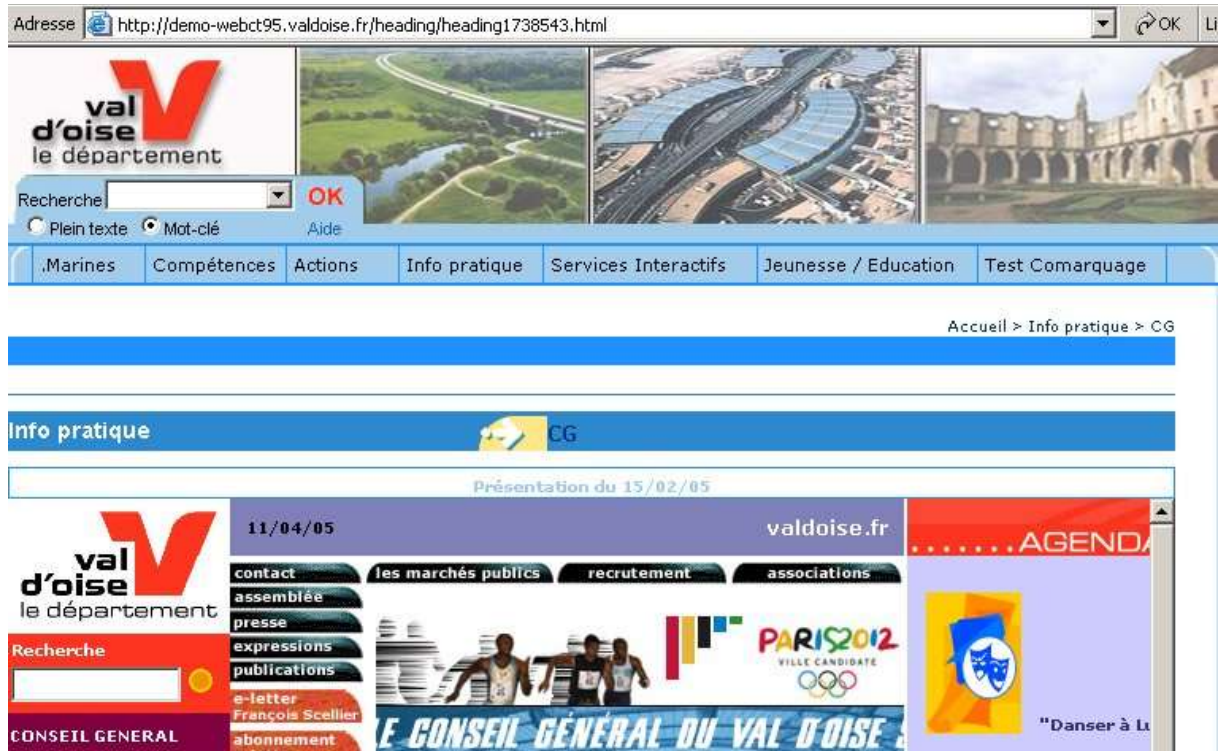 Adresse http://demo-webct95.valdoise.fr/heading/heading1738543.html OK Li
val
d'oise
le département
Recherche OK
Plein texte Mot-clé Aide
.Marines Compétences Actions Info pratique Services Interactifs Jeunesse / Education Test Comarquage
Accueil > Info pratique > CG
Info pratique CG
Présentation du 15/02/05
11/04/05 valdoise.fr
.......AGENDA
val
d'oise
le département
contact les marchés publics recrutement associations
assemblée
presse
expressions
publications
e-letter
François Scellier
abonnement
Recherche
CONSEIL GENERAL
PARIS2012
VILLE CANDIDATE
LE CONSEIL GÉNÉRAL DU VAL D'OISE S
"Danser à Lu